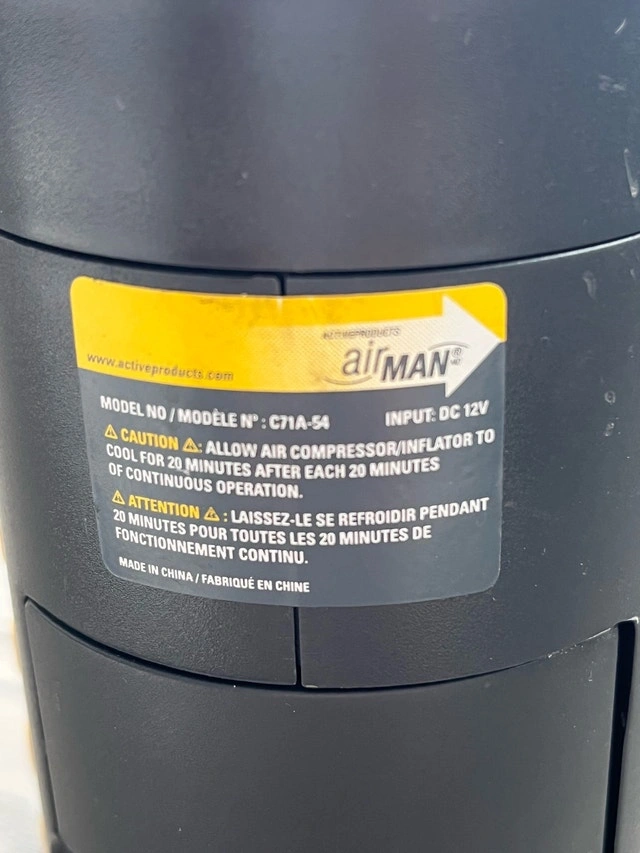 ACTIVEPRODUCTS
airMAN®
www.activeproducts.com
MODEL NO / MODÈLE N° : C71A-54 INPUT: DC 12V
⚠ CAUTION ⚠: ALLOW AIR COMPRESSOR/INFLATOR TO
COOL FOR 20 MINUTES AFTER EACH 20 MINUTES
OF CONTINUOUS OPERATION.
⚠ ATTENTION ⚠ : LAISSEZ-LE SE REFROIDIR PENDANT
20 MINUTES POUR TOUTES LES 20 MINUTES DE
FONCTIONNEMENT CONTINU.
MADE IN CHINA / FABRIQUÉ EN CHINE